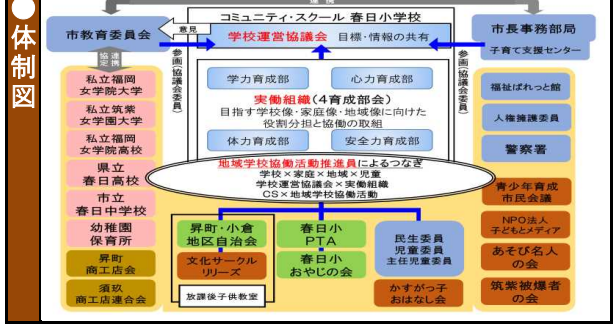 ●体制図
連携
コミュニティ・スクール 春日小学校
市教育委員会
意見
学校運営協議会 目標・情報の共有
市長事務部局
子育て支援センター
連携
協定
参画(協議会委員)
参画(協議会委員)
私立福岡
女学院大学
私立筑紫
女学園大学
私立福岡
女学院高校
県立
春日高校
市立
春日中学校
幼稚園
保育所
昇町
商工店会
須玖
商工店連合会
学力育成部
心力育成部
実働組織(4育成部会)
目指す学校像・家庭像・地域像に向けた
役割分担と協働の取組
体力育成部
安全力育成部
地域学校協働活動推進員によるつなぎ
学校×家庭×地域×児童
学校運営協議会×実働組織
CS×地域学校協働活動
昇町・小倉
地区自治会
文化サークル
リリーズ
放課後子供教室
春日小
PTA
春日小
おやじの会
民生委員
児童委員
主任児童委員
かすがっ子
おはなし会
福祉ぱれっと館
人権擁護委員
警察署
青少年育成
市民会議
NPO法人
子どもとメディア
あそび名人
の会
筑紫被爆者
の会